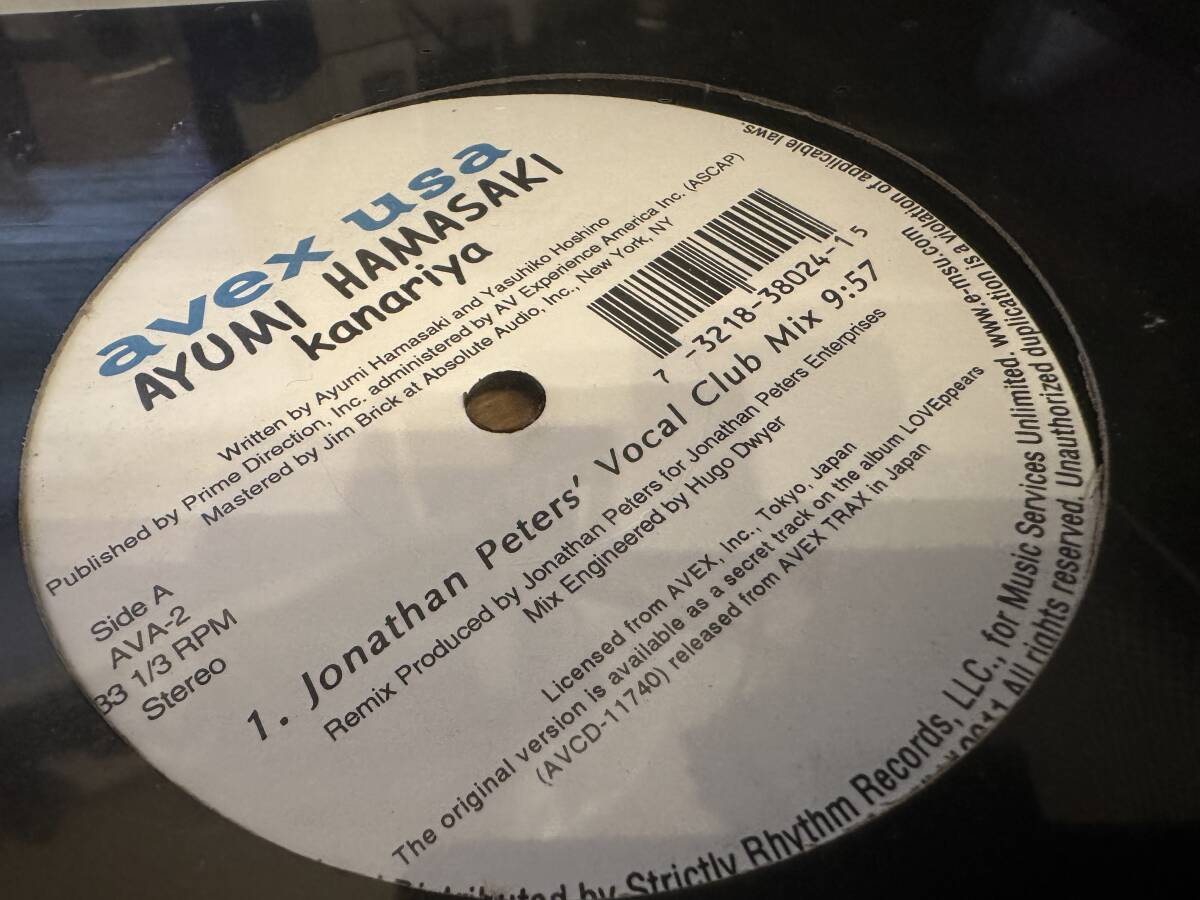 avex usa
AYUMI HAMASAKI
kanariya
Written by Ayumi Hamasaki and Yasuhiko Hoshino
Published by Prime Direction, Inc. administered by AV Experience America Inc. (ASCAP)
Mastered by Jim Brick at Absolute Audio, Inc., New York, NY
7 -3218-38024-1 5
Side A
AVA-2
33 1/3 RPM
Stereo
1. Jonathan Peters' Vocal Club Mix 9:57
Remix Produced by Jonathan Peters for Jonathan Peters Enterprises
Mix Engineered by Hugo Dwyer
Licensed from AVEX, Inc., Tokyo, Japan
The original version is available as a secret track on the album LOVEppears
(AVCD-11740) released from AVEX TRAX in Japan
Distributed by Strictly Rhythm Records, LLC., for Music Services Unlimited. www.e-msu.com
All rights reserved. Unauthorized duplication is a violation of applicable laws.